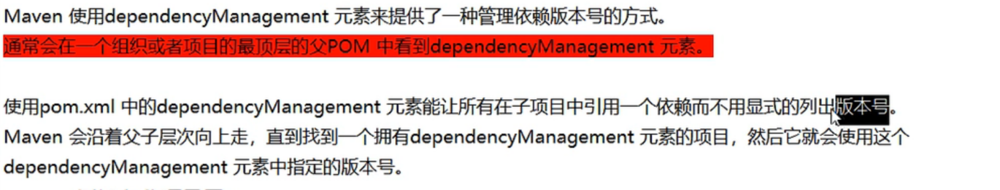 Maven 使用dependencyManagement 元素来提供了一种管理依赖版本号的方式。
通常会在一个组织或者项目的最顶层的父POM 中看到dependencyManagement 元素。
使用pom.xml 中的dependencyManagement 元素能让所有在子项目中引用一个依赖而不用显式的列出版本号。
Maven 会沿着父子层次向上走，直到找到一个拥有dependencyManagement 元素的项目，然后它就会使用这个
dependencyManagement 元素中指定的版本号。